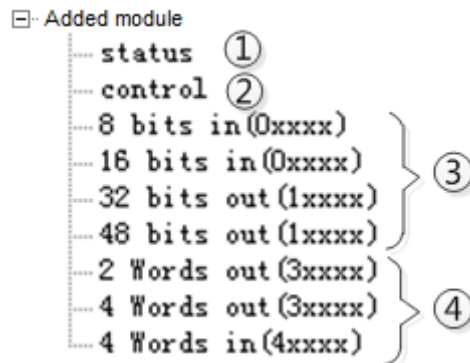 Added module
status ①
control ②
8 bits in(0xxxx)
16 bits in(0xxxx)
32 bits out(1xxxx)
48 bits out(1xxxx)
③
2 Words out(3xxxx)
4 Words out(3xxxx)
4 Words in(4xxxx)
④